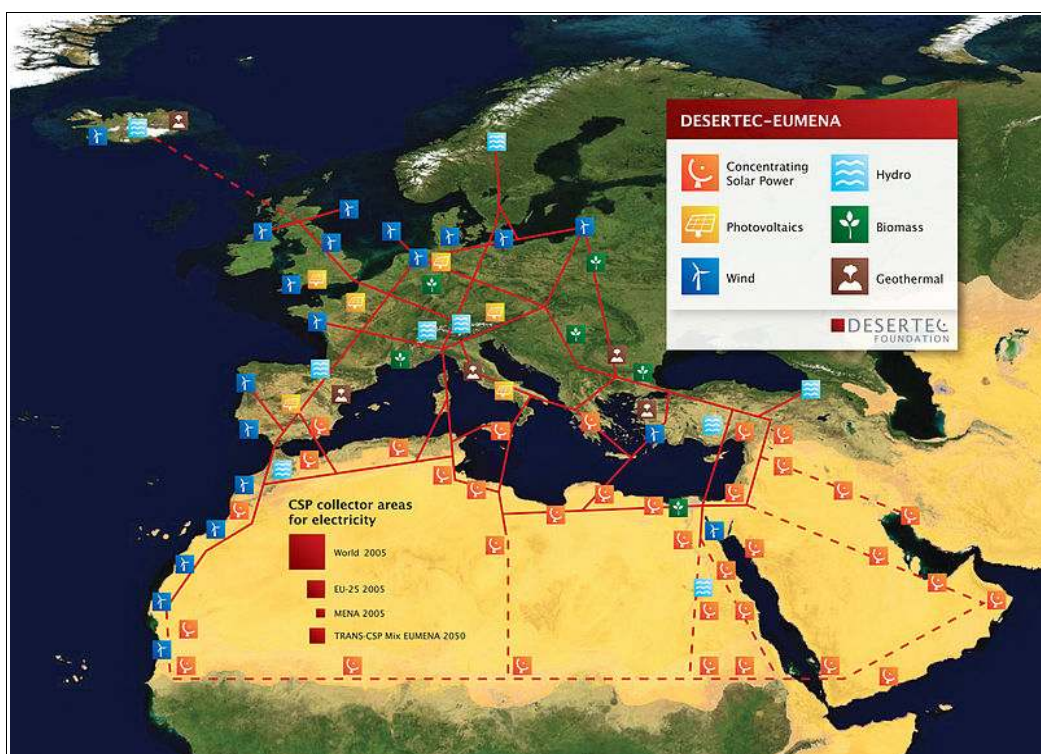 DESERTEC–EUMENA
Concentrating
Solar Power
Hydro
Photovoltaics
Biomass
Wind
Geothermal
DESERTEC
FOUNDATION
CSP collector areas
for electricity
World 2005
EU-25 2005
MENA 2005
TRANS-CSP Mix EUMENA 2050